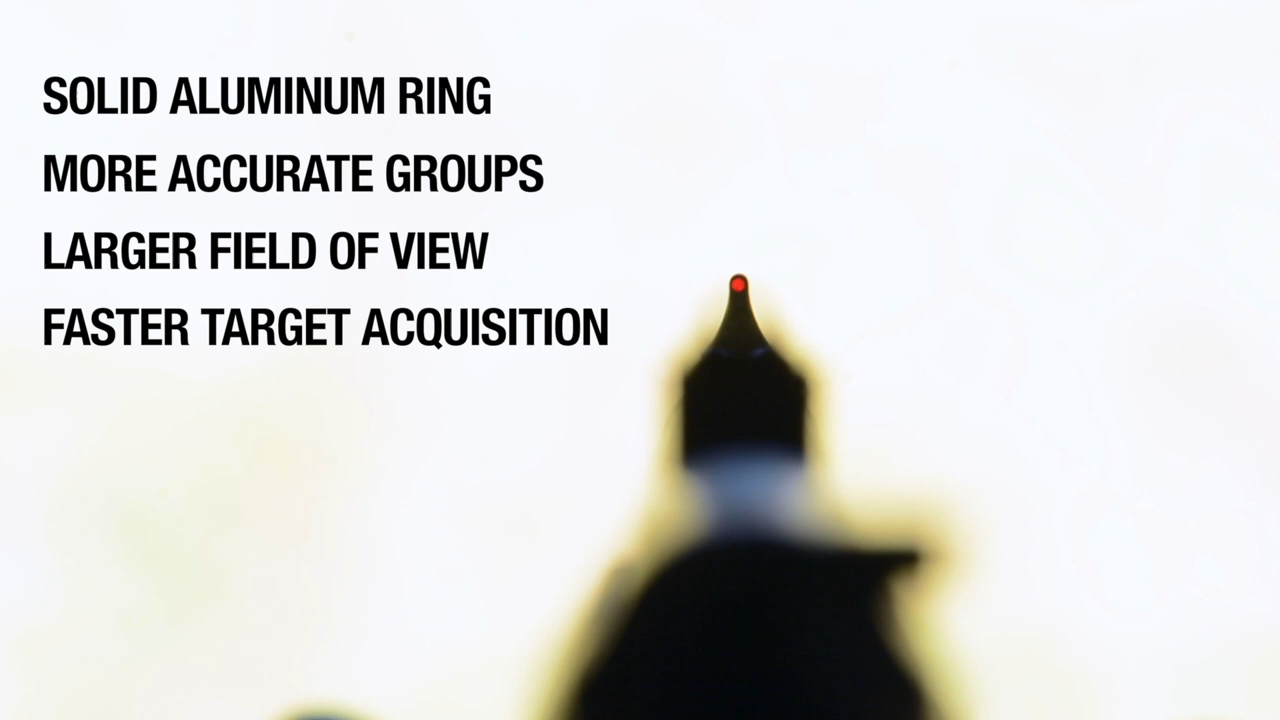 SOLID ALUMINUM RING
MORE ACCURATE GROUPS
LARGER FIELD OF VIEW
FASTER TARGET ACQUISITION